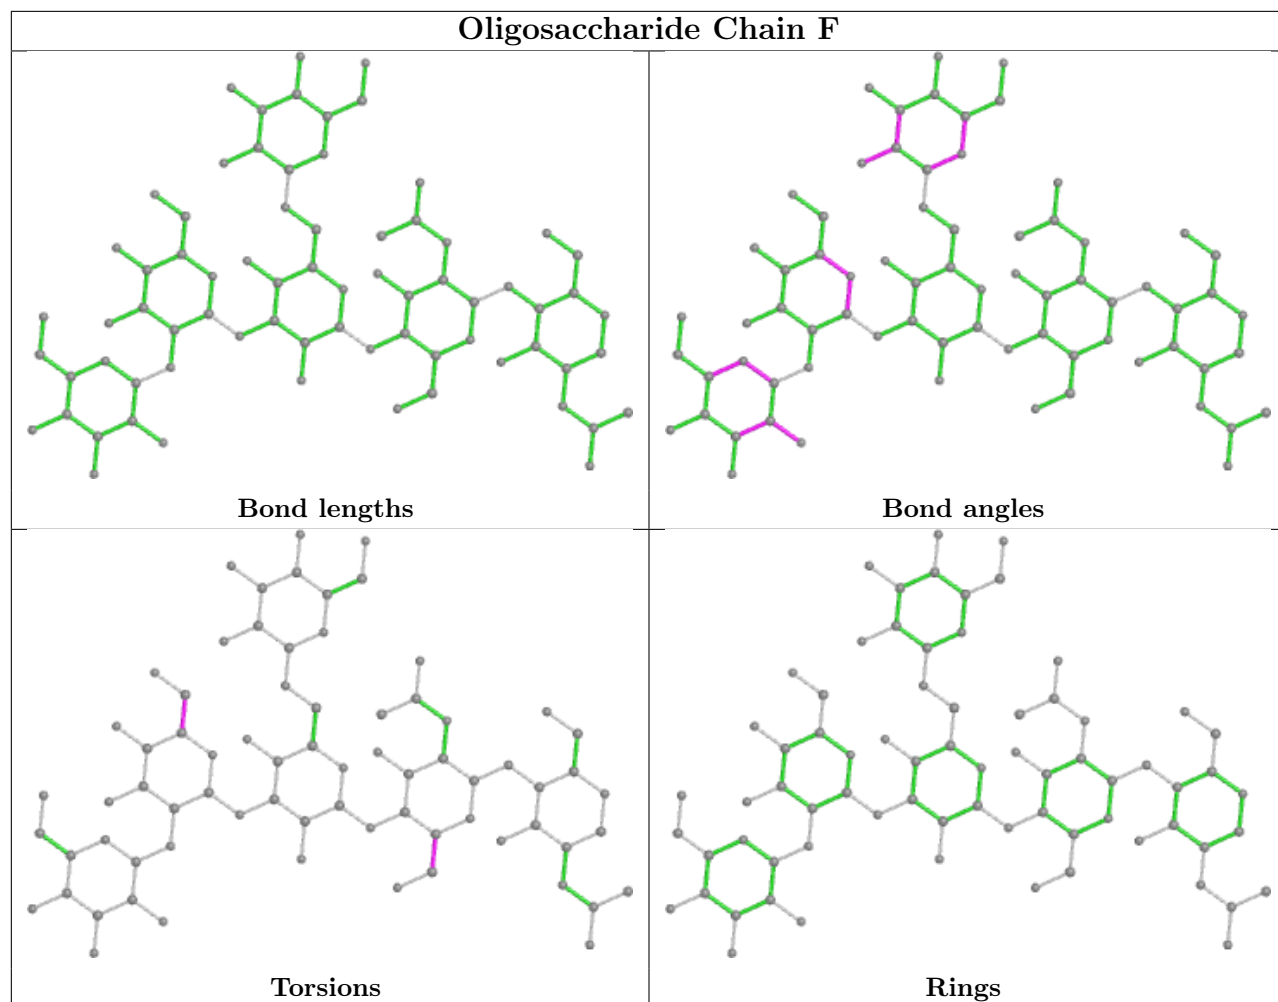 Oligosaccharide Chain F
Bond lengths
Bond angles
Torsions
Rings